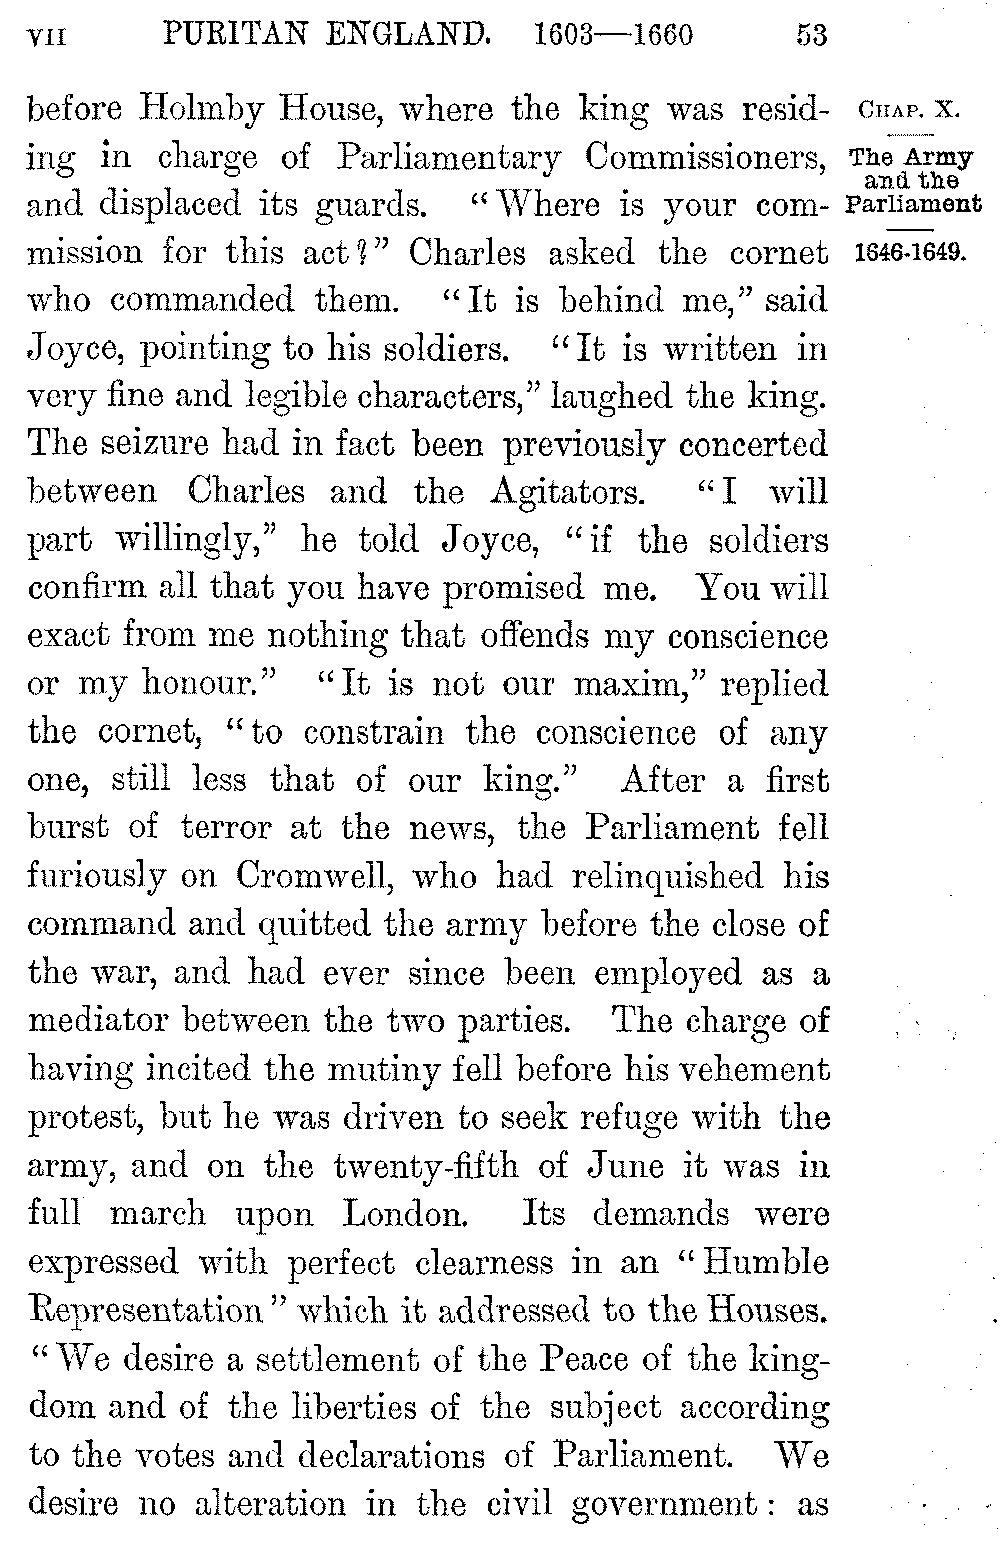 VII PURITAN ENGLAND. 1603—1660 53
before Holmby House, where the king was resid-
ing in charge of Parliamentary Commissioners,
and displaced its guards. "Where is your com-
mission for this act?" Charles asked the cornet
who commanded them. "It is behind me," said
Joyce, pointing to his soldiers. "It is written in
very fine and legible characters," laughed the king.
The seizure had in fact been previously concerted
between Charles and the Agitators. "I will
part willingly," he told Joyce, "if the soldiers
confirm all that you have promised me. You will
exact from me nothing that offends my conscience
or my honour." "It is not our maxim," replied
the cornet, "to constrain the conscience of any
one, still less that of our king." After a first
burst of terror at the news, the Parliament fell
furiously on Cromwell, who had relinquished his
command and quitted the army before the close of
the war, and had ever since been employed as a
mediator between the two parties. The charge of
having incited the mutiny fell before his vehement
protest, but he was driven to seek refuge with the
army, and on the twenty-fifth of June it was in
full march upon London. Its demands were
expressed with perfect clearness in an "Humble
Representation" which it addressed to the Houses.
"We desire a settlement of the Peace of the king-
dom and of the liberties of the subject according
to the votes and declarations of Parliament. We
desire no alteration in the civil government: as
CHAP. X.
The Army
and the
Parliament
1646-1649.